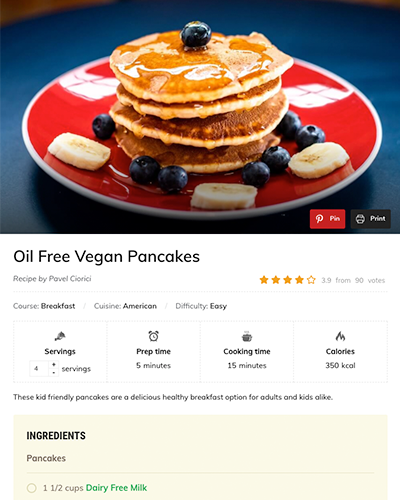 Pin
Print
Oil Free Vegan Pancakes
Recipe by Pavel Ciorici
3.9 from 90 votes
Course: Breakfast / Cuisine: American / Difficulty: Easy
Servings
4 + - servings
Prep time
5 minutes
Cooking time
15 minutes
Calories
350 kcal
These kid friendly pancakes are a delicious healthy breakfast option for adults and kids alike.
INGREDIENTS
Pancakes
1 1/2 cups Dairy Free Milk